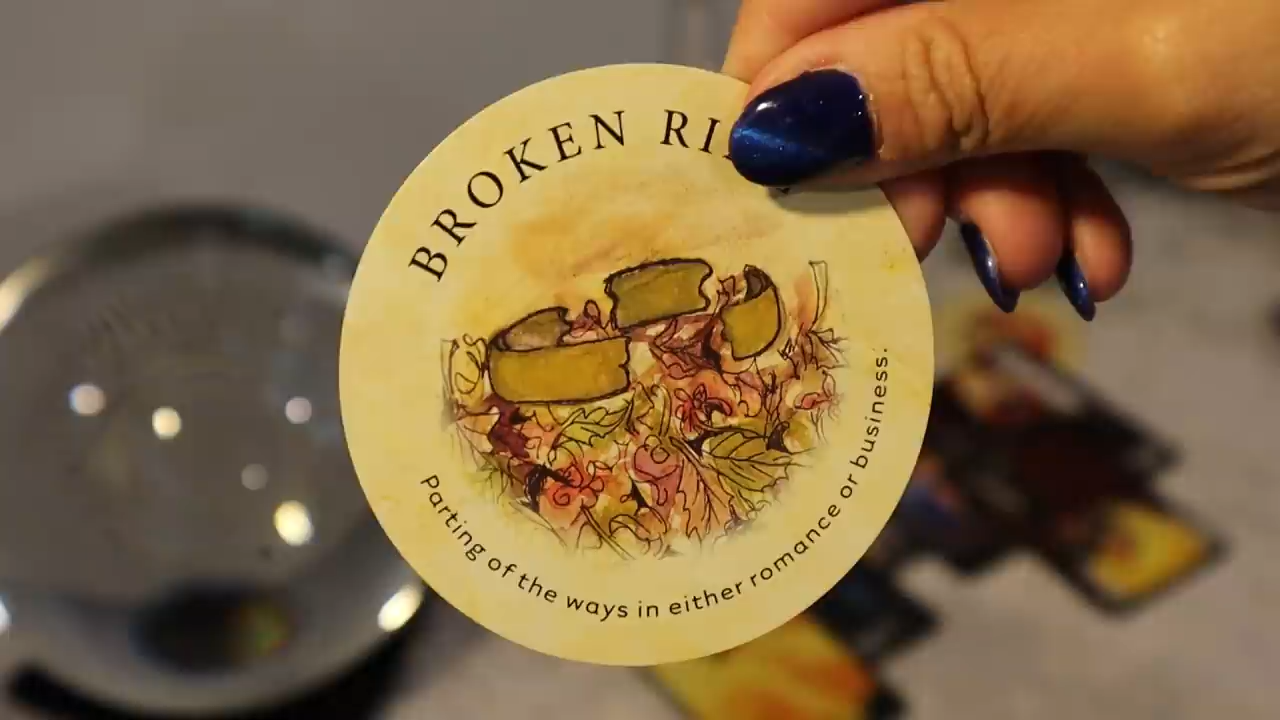 BROKEN RI
Parting of the ways in either romance or business.